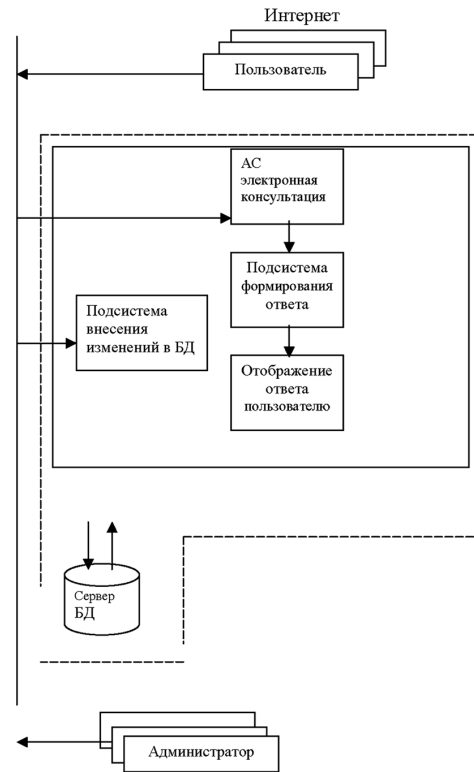 Интернет
Пользователь
АС
электронная
консультация
Подсистема
формирования
ответа
Подсистема
внесения
изменений в БД
Отображение
ответа
пользователю
Сервер
БД
Администратор